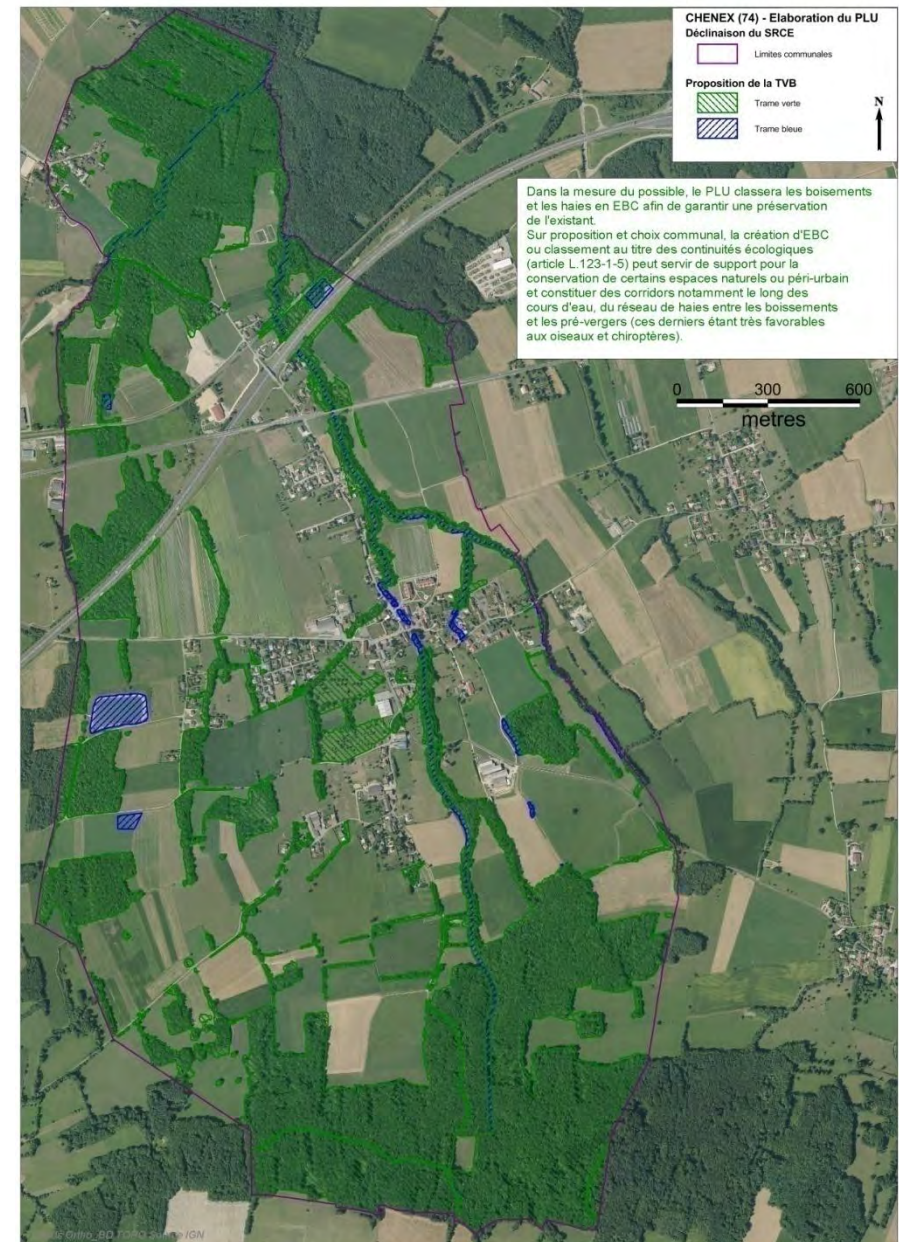 CHENEX (74) - Elaboration du PLU
Déclinaison du SRCE
Limites communales
Proposition de la TVB
Trame verte
Trame bleue
N
Dans la mesure du possible, le PLU classera les boisements
et les haies en EBC afin de garantir une préservation
de l'existant.
Sur proposition et choix communal, la création d'EBC
ou classement au titre des continuités écologiques
(article L.123-1-5) peut servir de support pour la
conservation de certains espaces naturels ou péri-urbain
et constituer des corridors notamment le long des
cours d'eau, du réseau de haies entre les boissements
et les pré-vergers (ces derniers étant très favorables
aux oiseaux et chiroptères).
0 300 600
metres
Ortho, BD TOPO IGN